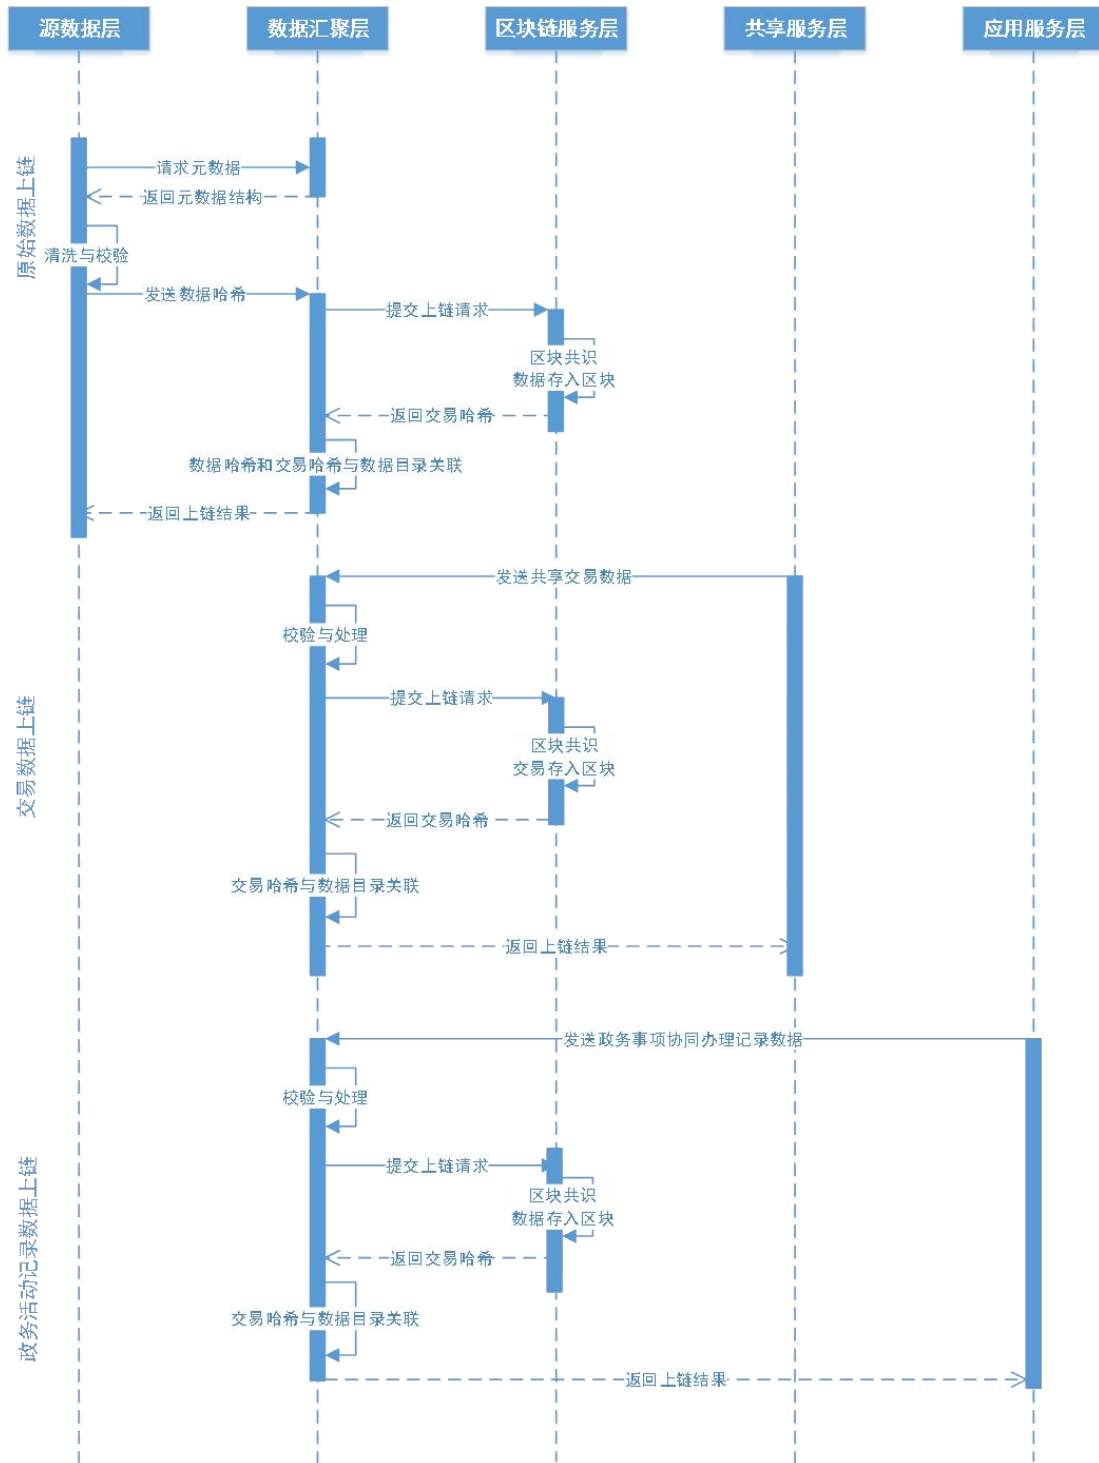 源数据层
数据汇聚层
区块链服务层
共享服务层
应用服务层
原始数据上链
请求元数据
返回元数据结构
清洗与校验
发送数据哈希
提交上链请求
区块共识
数据存入区块
返回交易哈希
数据哈希和交易哈希与数据目录关联
返回上链结果
交易数据上链
发送共享交易数据
校验与处理
提交上链请求
区块共识
交易存入区块
返回交易哈希
交易哈希与数据目录关联
返回上链结果
政务活动记录数据上链
发送政务事项协同办理记录数据
校验与处理
提交上链请求
区块共识
数据存入区块
返回交易哈希
交易哈希与数据目录关联
返回上链结果